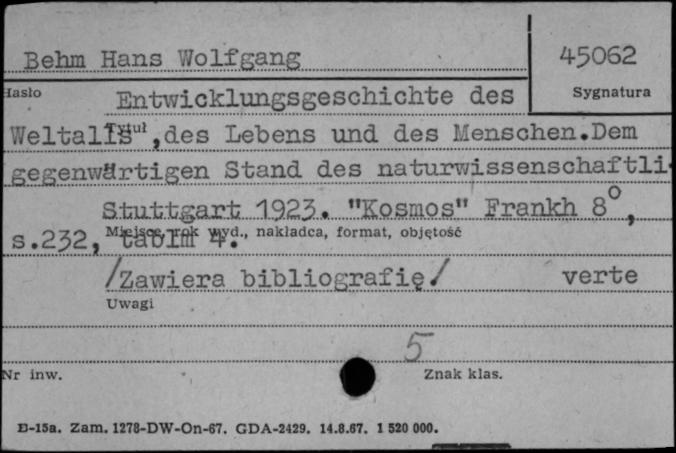 Behm Hans Wolfgang
45062
Hasło
Sygnatura
Entwicklungsgeschichte des
Weltalls, des Lebens und des Menschen.Dem
Tytuł
gegenwärtigen Stand des naturwissenschaftli-
Stuttgart 1923. "Kosmos" Frankh 8°,
s.232, tablm 4.
Miejsce, rok wyd., nakładca, format, objętość
/Zawiera bibliografię/ verte
Uwagi
5
Nr inw.
Znak klas.
E-15a. Zam. 1278-DW-On-67. GDA-2429. 14.8.67. 1 520 000.